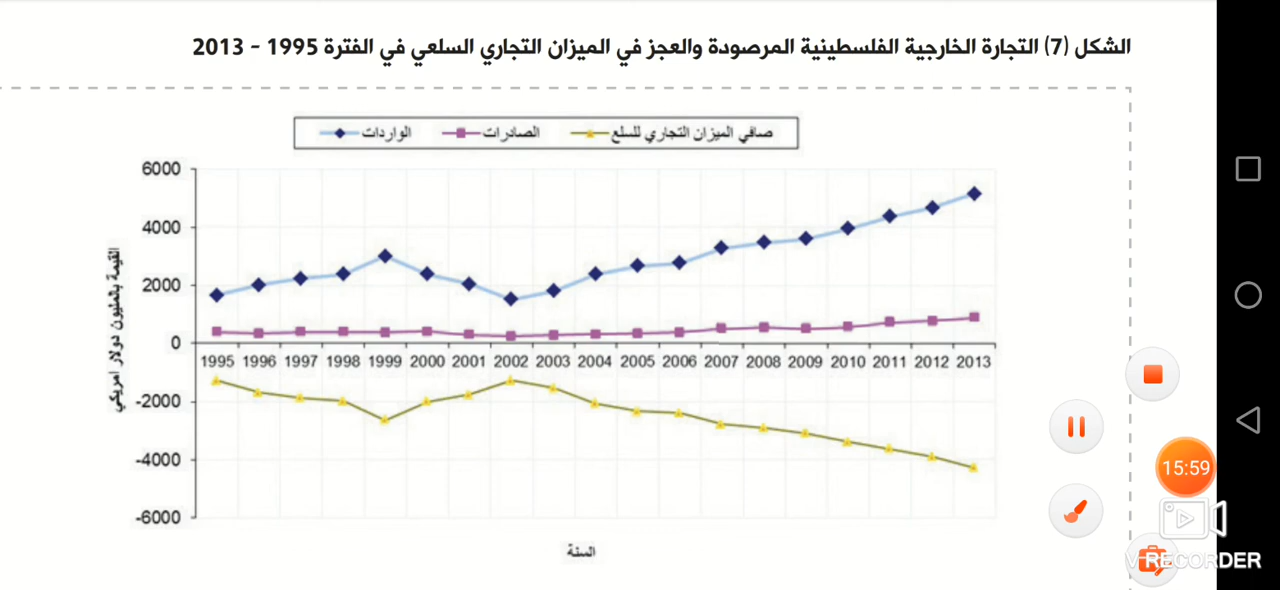 الشكل (7) التجارة الخارجية الفلسطينية المرصودة والعجز في الميزان التجاري السلعي في الفترة 1995 - 2013
الواردات الصادرات صافي الميزان التجاري للسلع
6000
4000
2000
0
-2000
-4000
-6000
القيمة بالمليون دولار امريكي
1995 1996 1997 1998 1999 2000 2001 2002 2003 2004 2005 2006 2007 2008 2009 2010 2011 2012 2013
السنة
15:59
V RECORDER